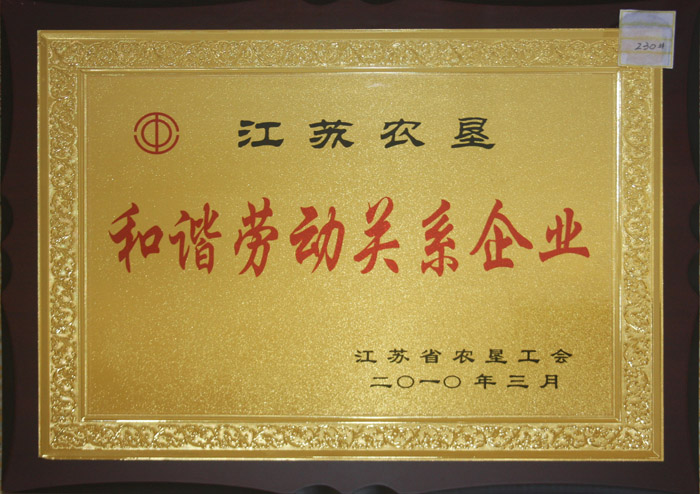 230#
江苏农垦
和谐劳动关系企业
江苏省农垦工会
二〇一〇年三月